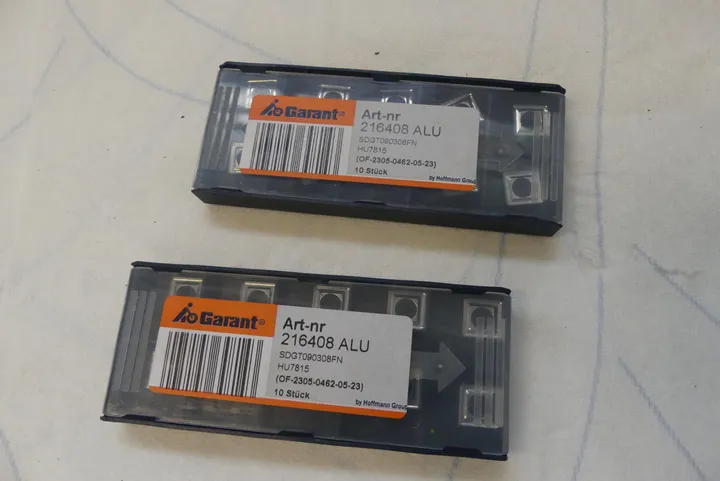 Garant®
Art-nr
216408 ALU
SDGT090308FN
HU7815
(OF-2305-0462-05-23)
10 Stück
by Hoffmann Group
Garant®
Art-nr
216408 ALU
SDGT090308FN
HU7815
(OF-2305-0462-05-23)
10 Stück
by Hoffmann Group